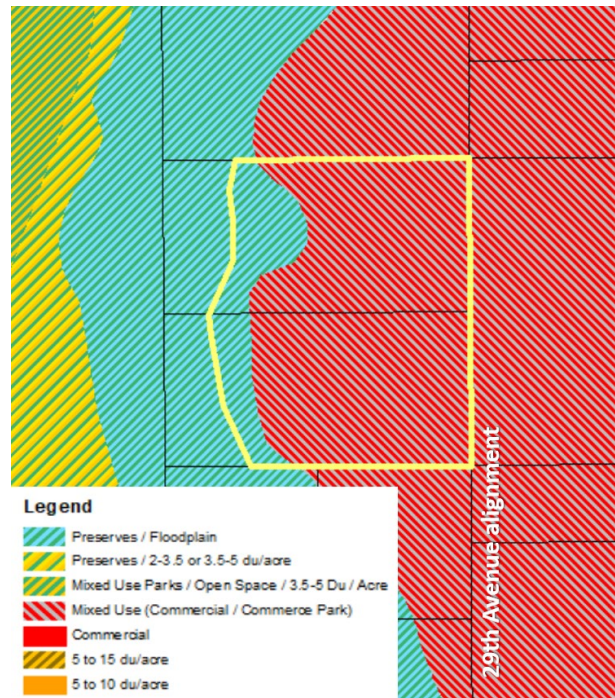 29th Avenue alignment
Legend
Preserves / Floodplain
Preserves / 2-3.5 or 3.5-5 du/acre
Mixed Use Parks / Open Space / 3.5-5 Du / Acre
Mixed Use (Commercial / Commerce Park)
Commercial
5 to 15 du/acre
5 to 10 du/acre